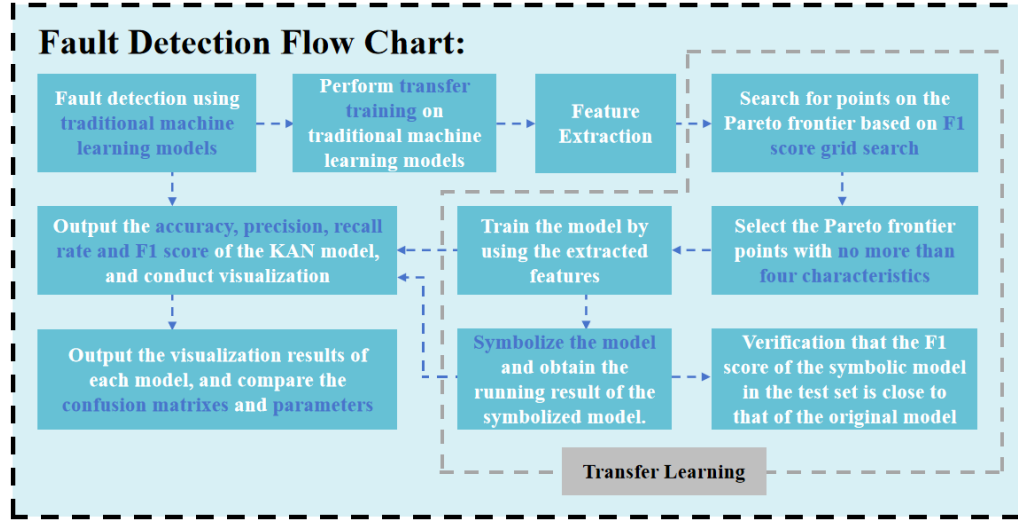 Fault Detection Flow Chart:
Fault detection using
traditional machine
learning models
Perform transfer
training on
traditional machine
learning models
Feature
Extraction
Search for points on the
Pareto frontier based on F1
score grid search
Output the accuracy, precision, recall
rate and F1 score of the KAN model,
and conduct visualization
Train the model by
using the extracted
features
Select the Pareto frontier
points with no more than
four characteristics
Output the visualization results of
each model, and compare the
confusion matrixes and parameters
Symbolize the model
and obtain the
running result of the
symbolized model.
Verification that the F1
score of the symbolic model
in the test set is close to
that of the original model
Transfer Learning